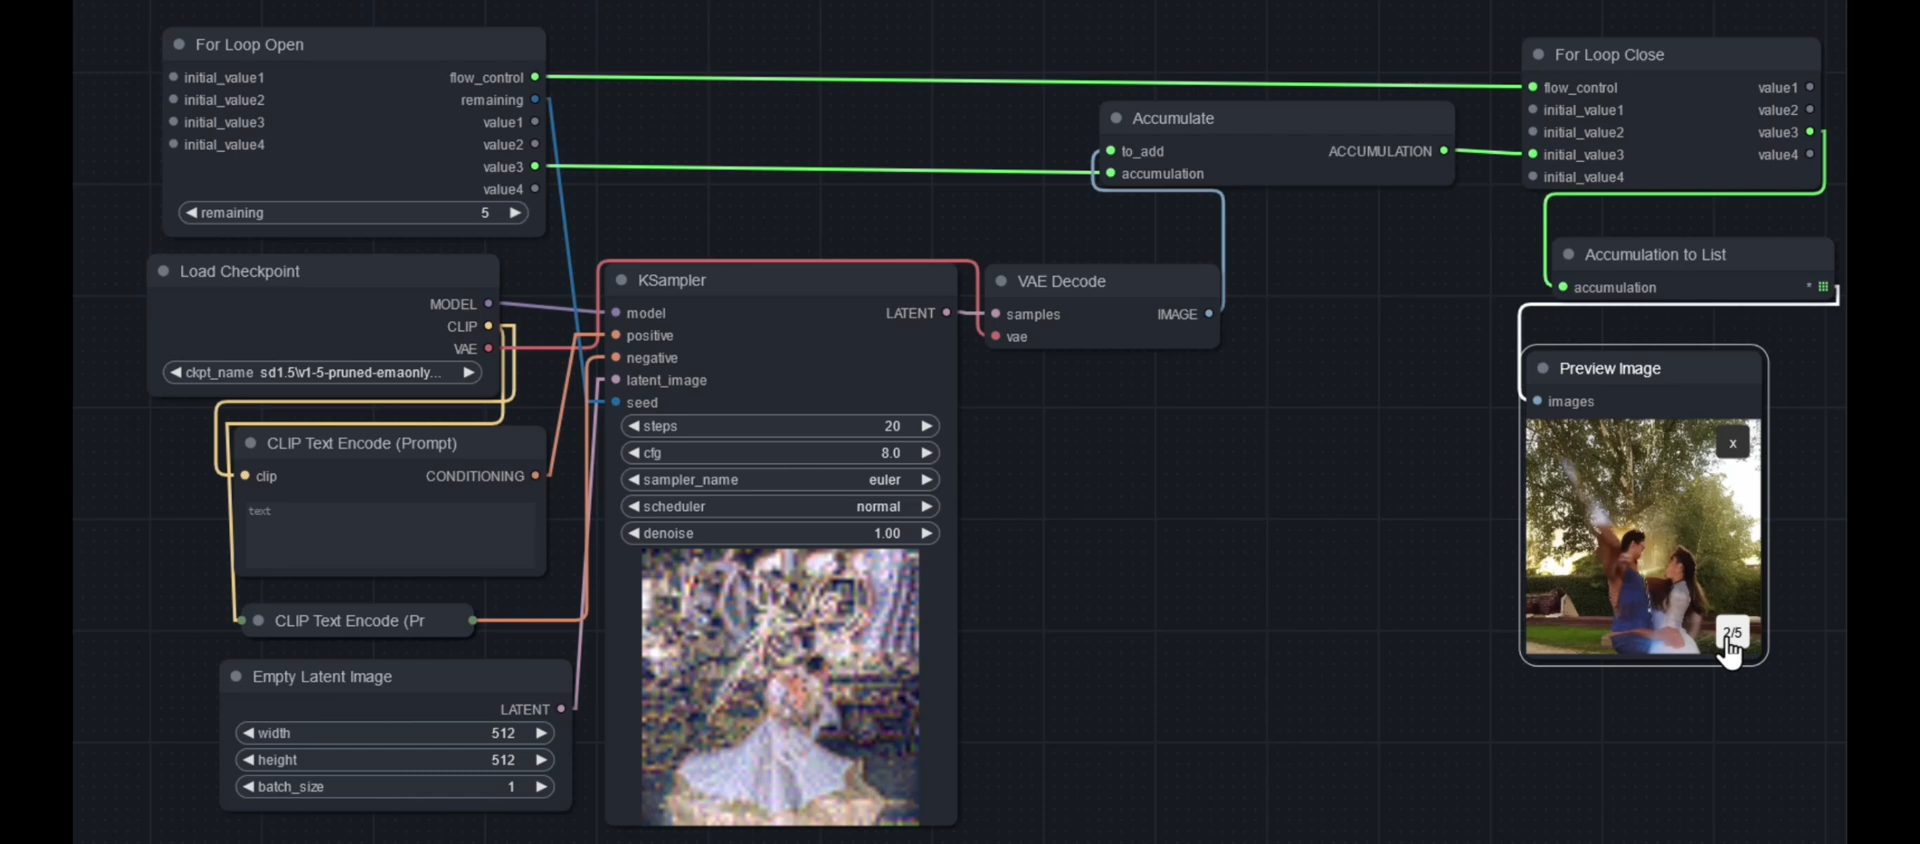 For Loop Open
initial_value1 flow_control
initial_value2 remaining
initial_value3 value1
initial_value4 value2
value3
value4
remaining 5
Load Checkpoint
MODEL
CLIP
VAE
ckpt_name sd1.5\v1-5-pruned-emaonly...
CLIP Text Encode (Prompt)
clip CONDITIONING
text
CLIP Text Encode (Pr
Empty Latent Image
LATENT
width 512
height 512
batch_size 1
KSampler
model LATENT
positive
negative
latent_image
seed
steps 20
cfg 8.0
sampler_name euler
scheduler normal
denoise 1.00
VAE Decode
samples IMAGE
vae
Accumulate
to_add ACCUMULATION
accumulation
For Loop Close
flow_control value1
initial_value1 value2
initial_value2 value3
initial_value3 value4
initial_value4
Accumulation to List
accumulation *
Preview Image
images
x
2/5